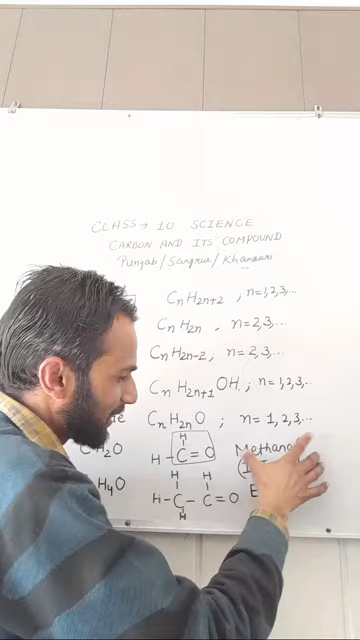 CLASS → 10 SCIENCE
CARBON AND ITS COMPOUND
Punjab/Sangrur/Khanauri
CnH2n+2 ; n=1,2,3,...
CnH2n . n=2,3,...
CnH2n-2 ; n=2,3,...
CnH2n+1OH. ; n=1,2,3,..
CnH2nO ; n= 1,2,3...
H
H-C=O
H H
H-C-C=O
H